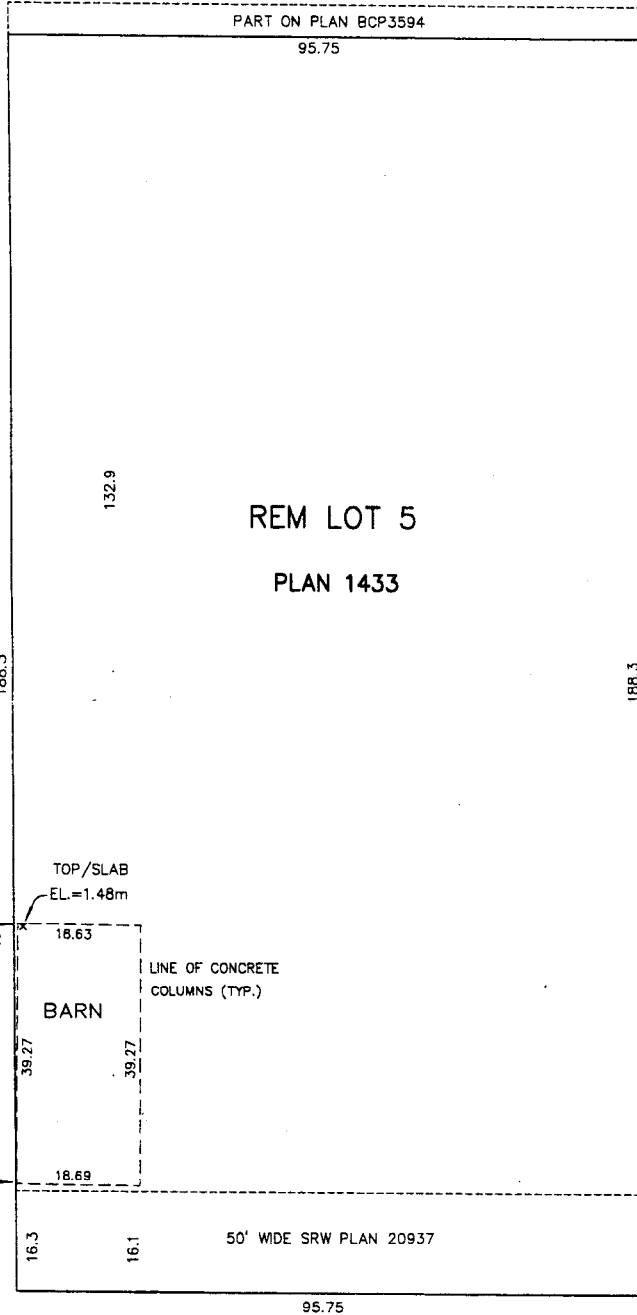 PART ON PLAN BCP3594
95.75
132.9
REM LOT 5
PLAN 1433
188.3
188.3
TOP/SLAB
EL.=1.48m
18.63
LINE OF CONCRETE
COLUMNS (TYP.)
BARN
39.27
39.27
18.69
16.3
16.1
50' WIDE SRW PLAN 20937
95.75